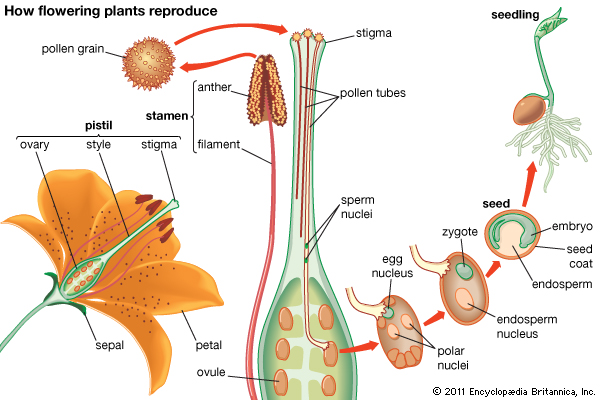 How flowering plants reproduce
pollen grain
stigma
anther
stamen
filament
pollen tubes
pistil
ovary
style
stigma
sperm
nuclei
egg
nucleus
polar
nuclei
ovule
sepal
petal
zygote
endosperm
nucleus
seed
embryo
seed
coat
endosperm
seedling
© 2011 Encyclopædia Britannica, Inc.